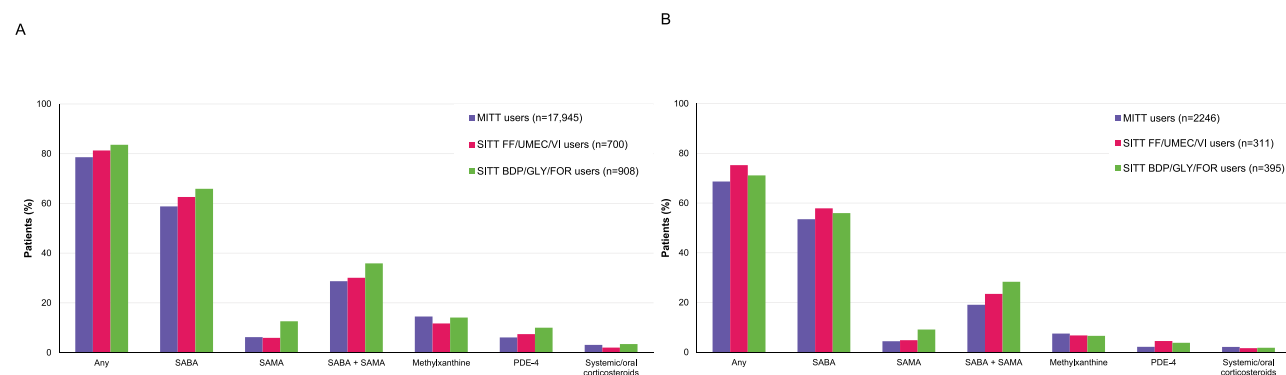 A
100
80
60
40
20
0
Patients (%)
MITT users (n=17,945)
SITT FF/UMEC/VI users (n=700)
SITT BDP/GLY/FOR users (n=908)
Any
SABA
SAMA
SABA + SAMA
Methylxanthine
PDE-4
Systemic/oral
corticosteroids
B
100
80
60
40
20
0
Patients (%)
MITT users (n=2246)
SITT FF/UMEC/VI users (n=311)
SITT BDP/GLY/FOR users (n=395)
Any
SABA
SAMA
SABA + SAMA
Methylxanthine
PDE-4
Systemic/oral
corticosteroids